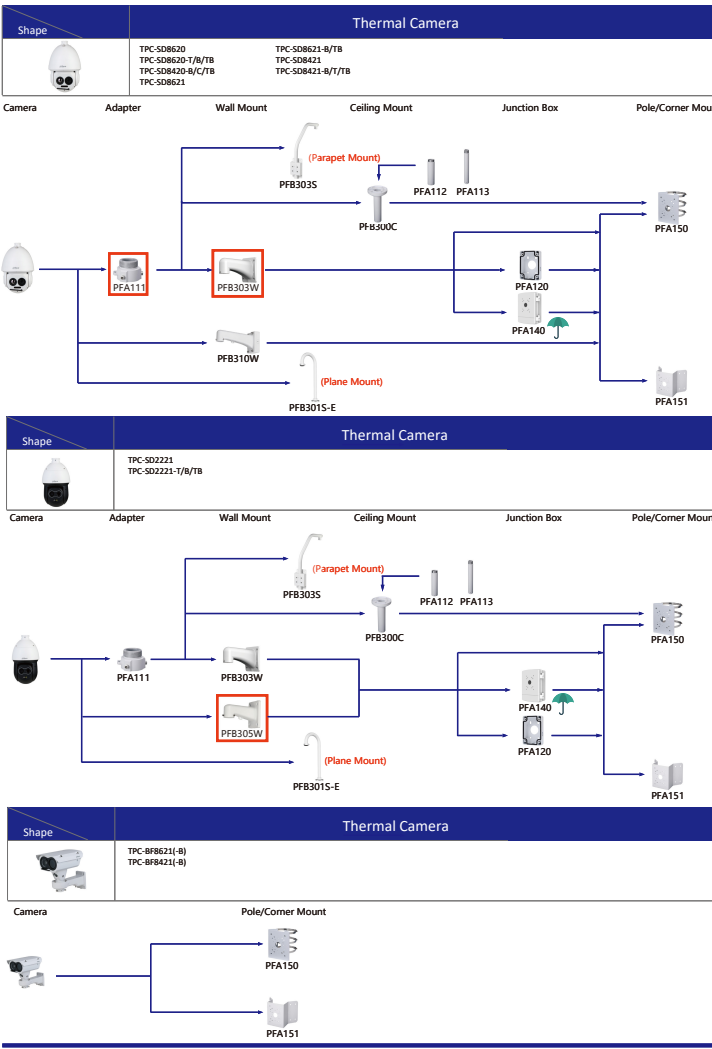 Shape
Thermal Camera
TPC-SD8620
TPC-SD8620-T/B/TB
TPC-SD8420-B/C/TB
TPC-SD8621
TPC-SD8621-B/TB
TPC-SD8421
TPC-SD8421-B/T/TB
Camera Adapter Wall Mount Ceiling Mount Junction Box Pole/Corner Mou
(Parapet Mount)
PFB303S
PFA112 PFA113
PFB300C
PFA150
PFA111
PFB303W
PFA120
PFA140
PFB310W
(Plane Mount)
PFB301S-E
PFA151
Shape
Thermal Camera
TPC-SD2221
TPC-SD2221-T/B/TB
Camera Adapter Wall Mount Ceiling Mount Junction Box Pole/Corner Moun
(Parapet Mount)
PFB303S
PFA112 PFA113
PFB300C
PFA150
PFA111
PFB303W
PFA140
PFB305W
PFA120
(Plane Mount)
PFB301S-E
PFA151
Shape
Thermal Camera
TPC-BF8621(-B)
TPC-BF8421(-B)
Camera Pole/Corner Mount
PFA150
PFA151